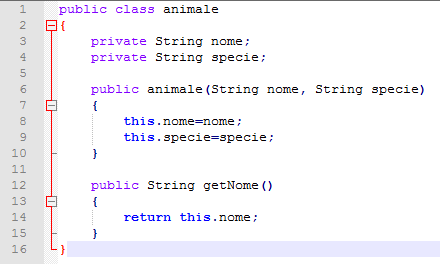 1 public class animale
2 {
3 private String nome;
4 private String specie;
5
6 public animale(String nome, String specie)
7 {
8 this.nome=nome;
9 this.specie=specie;
10 }
11
12 public String getNome()
13 {
14 return this.nome;
15 }
16 }